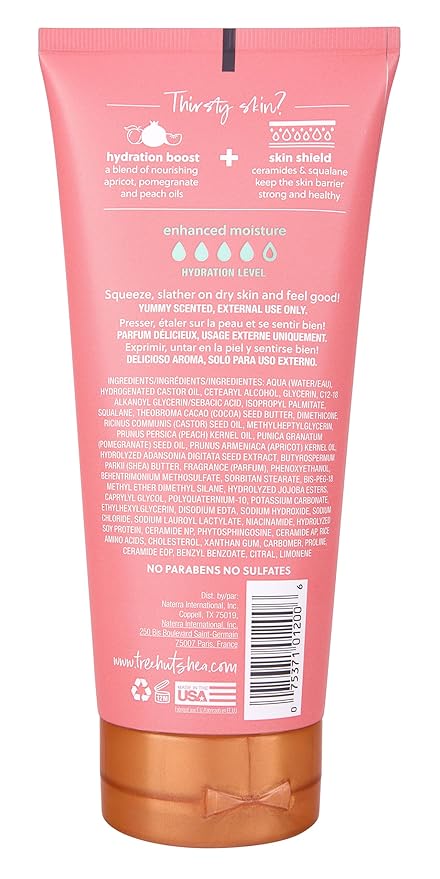 Thirsty skin?
hydration boost
a blend of nourishing
apricot, pomegranate
and peach oils
+
skin shield
ceramides & squalane
keep the skin barrier
strong and healthy
enhanced moisture
HYDRATION LEVEL
Squeeze, slather on dry skin and feel good!
YUMMY SCENTED, EXTERNAL USE ONLY.
Presser, étaler sur la peau et se sentir bien!
PARFUM DÉLICIEUX, USAGE EXTERNE UNIQUEMENT.
Exprimir, untar en la piel y sentirse bien!
DELICIOSO AROMA, SOLO PARA USO EXTERNO.
INGREDIENTS/INGRÉDIENTS/INGREDIENTES: AQUA (WATER/EAU),
HYDROGENATED CASTOR OIL, CETEARYL ALCOHOL, GLYCERIN, C12-18
ALKANOYL GLYCERIN/SEBACIC ACID, ISOPROPYL PALMITATE,
SQUALANE, THEOBROMA CACAO (COCOA) SEED BUTTER, DIMETHICONE,
RICINUS COMMUNIS (CASTOR) SEED OIL, METHYLHEPTYLGLYCERIN,
PRUNUS PERSICA (PEACH) KERNEL OIL, PUNICA GRANATUM
(POMEGRANATE) SEED OIL, PRUNUS ARMENIACA (APRICOT) KERNEL OIL,
HYDROLYZED ADANSONIA DIGITATA SEED EXTRACT, BUTYROSPERMUM
PARKII (SHEA) BUTTER, FRAGRANCE (PARFUM), PHENOXYETHANOL,
BEHENTRIMONIUM METHOSULFATE, SORBITAN STEARATE, BIS-PEG-18
METHYL ETHER DIMETHYL SILANE, HYDROLYZED JOJOBA ESTERS,
CAPRYLYL GLYCOL, POLYQUATERNIUM-10, POTASSIUM CARBONATE,
ETHYLHEXYLGLYCERIN, DISODIUM EDTA, SODIUM HYDROXIDE, SODIUM
CHLORIDE, SODIUM LAUROYL LACTYLATE, NIACINAMIDE, HYDROLYZED
SOY PROTEIN, CERAMIDE NP, PHYTOSPHINGOSINE, CERAMIDE AP, RICE
AMINO ACIDS, CHOLESTEROL, XANTHAN GUM, CARBOMER, PROLINE,
CERAMIDE EOP, BENZYL BENZOATE, CITRAL, LIMONENE
NO PARABENS NO SULFATES
Dist. by/par:
Naterra International, Inc.
Coppell, TX 75019,
Naterra International, Inc.
250 Bis Boulevard Saint-Germain
75007 Paris, France
www.treehutshea.com
12M
MADE IN THE
USA
0 75371 01200 6